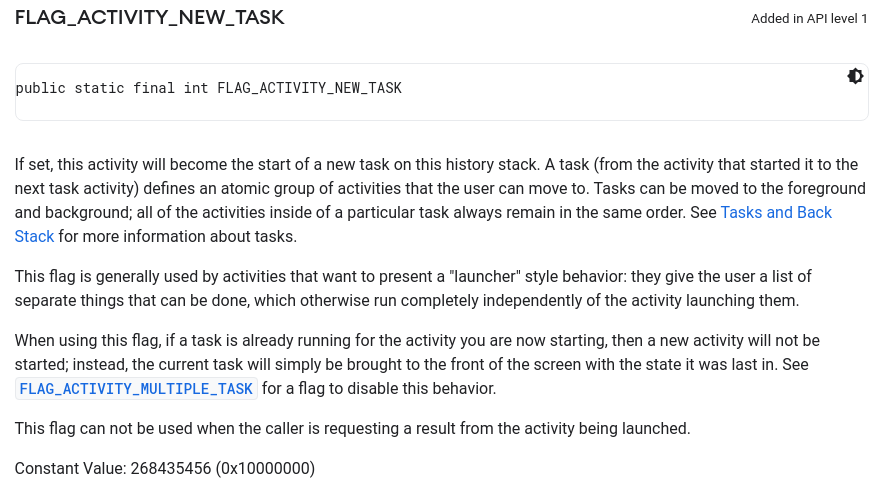 FLAG_ACTIVITY_NEW_TASK
Added in API level 1
public static final int FLAG_ACTIVITY_NEW_TASK
If set, this activity will become the start of a new task on this history stack. A task (from the activity that started it to the
next task activity) defines an atomic group of activities that the user can move to. Tasks can be moved to the foreground
and background; all of the activities inside of a particular task always remain in the same order. See Tasks and Back
Stack for more information about tasks.
This flag is generally used by activities that want to present a "launcher" style behavior: they give the user a list of
separate things that can be done, which otherwise run completely independently of the activity launching them.
When using this flag, if a task is already running for the activity you are now starting, then a new activity will not be
started; instead, the current task will simply be brought to the front of the screen with the state it was last in. See
FLAG_ACTIVITY_MULTIPLE_TASK for a flag to disable this behavior.
This flag can not be used when the caller is requesting a result from the activity being launched.
Constant Value: 268435456 (0x10000000)